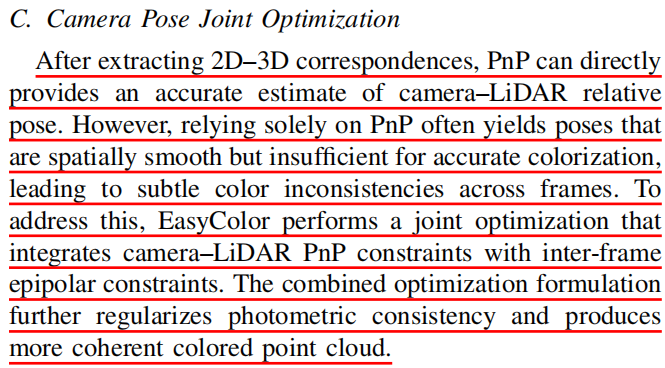 C. Camera Pose Joint Optimization
After extracting 2D–3D correspondences, PnP can directly
provides an accurate estimate of camera–LiDAR relative
pose. However, relying solely on PnP often yields poses that
are spatially smooth but insufficient for accurate colorization,
leading to subtle color inconsistencies across frames. To
address this, EasyColor performs a joint optimization that
integrates camera–LiDAR PnP constraints with inter-frame
epipolar constraints. The combined optimization formulation
further regularizes photometric consistency and produces
more coherent colored point cloud.